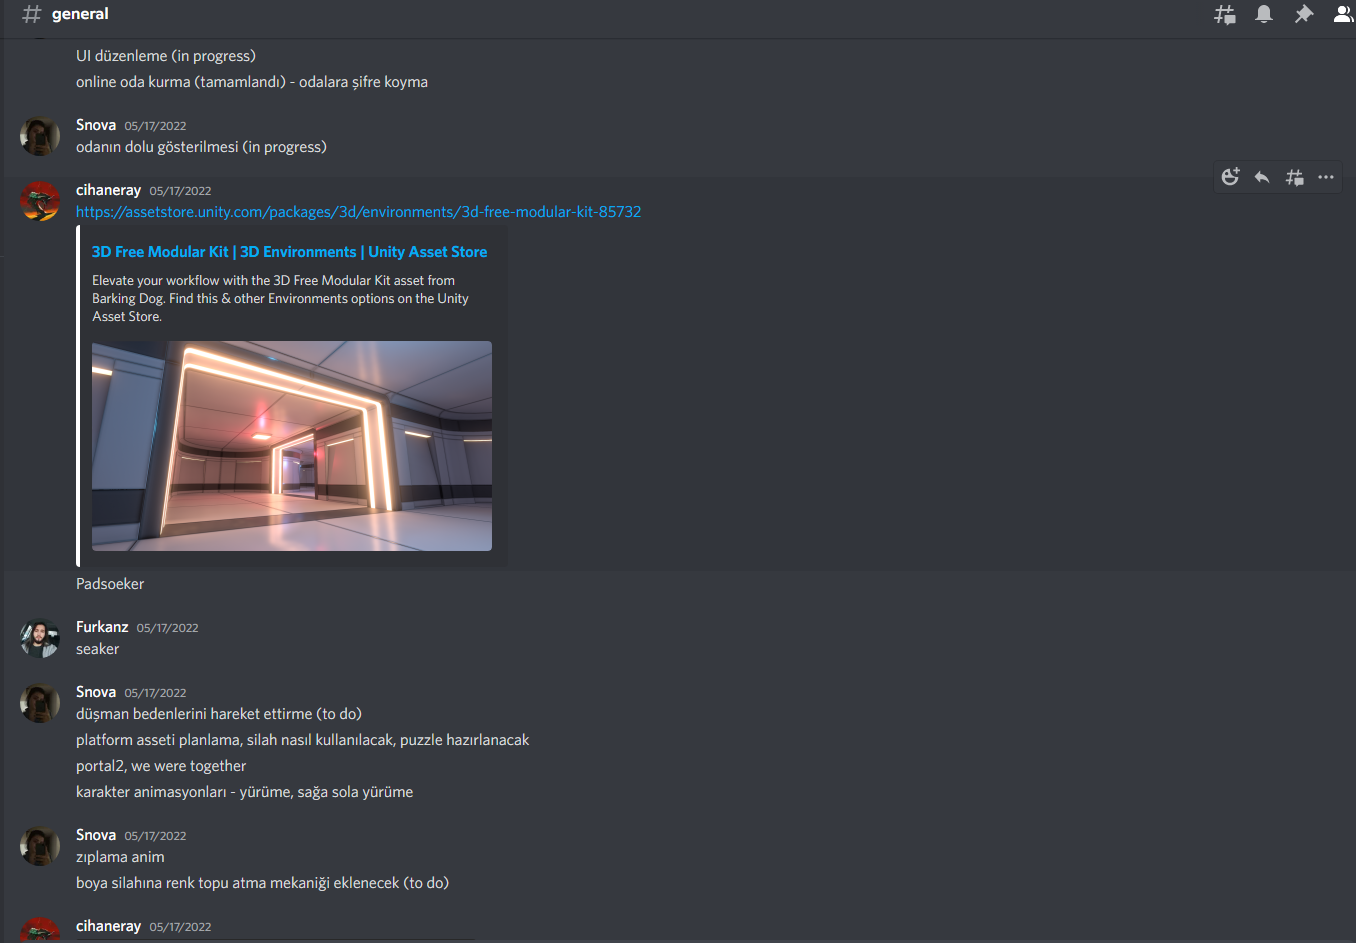 general
UI düzenleme (in progress)
online oda kurma (tamamlandı) - odalara şifre koyma
Snova 05/17/2022
odanın dolu gösterilmesi (in progress)
cihaneray 05/17/2022
https://assetstore.unity.com/packages/3d/environments/3d-free-modular-kit-85732
3D Free Modular Kit | 3D Environments | Unity Asset Store
Elevate your workflow with the 3D Free Modular Kit asset from
Barking Dog. Find this & other Environments options on the Unity
Asset Store.
Padsoeker
Furkanz 05/17/2022
seaker
Snova 05/17/2022
düşman bedenlerini hareket ettirme (to do)
platform asseti planlama, silah nasıl kullanılacak, puzzle hazırlanacak
portal2, we were together
karakter animasyonları - yürüme, sağa sola yürüme
Snova 05/17/2022
zıplama anim
boya silahına renk topu atma mekaniği eklenecek (to do)
cihaneray 05/17/2022